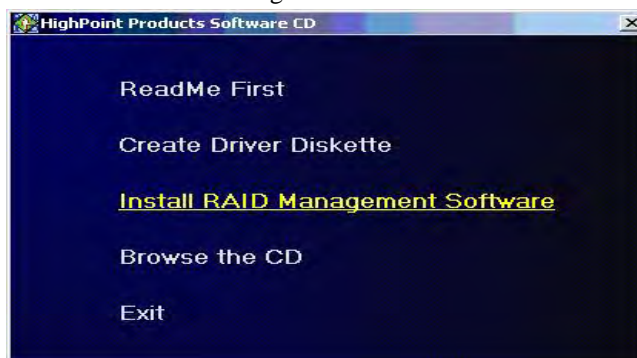 HighPoint Products Software CD
ReadMe First
Create Driver Diskette
Install RAID Management Software
Browse the CD
Exit